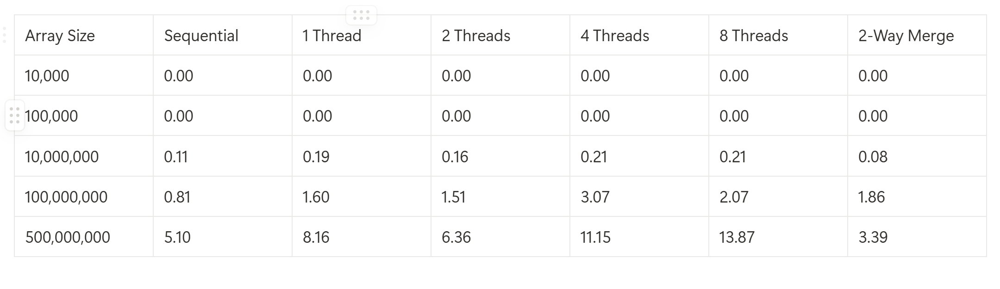 Array Size Sequential 1 Thread 2 Threads 4 Threads 8 Threads 2-Way Merge
10,000 0.00 0.00 0.00 0.00 0.00 0.00
100,000 0.00 0.00 0.00 0.00 0.00 0.00
10,000,000 0.11 0.19 0.16 0.21 0.21 0.08
100,000,000 0.81 1.60 1.51 3.07 2.07 1.86
500,000,000 5.10 8.16 6.36 11.15 13.87 3.39